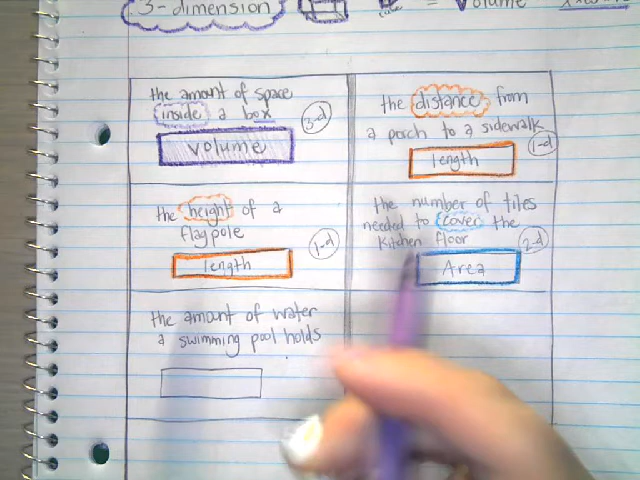 3-dimension
cube = Volume
the amount of space
inside a box
3-d
volume
the distance from
a porch to a sidewalk
1-d
length
the height of a
flagpole
1-d
length
the number of tiles
needed to cover the
kitchen floor
2-d
Area
the amount of water
a swimming pool holds